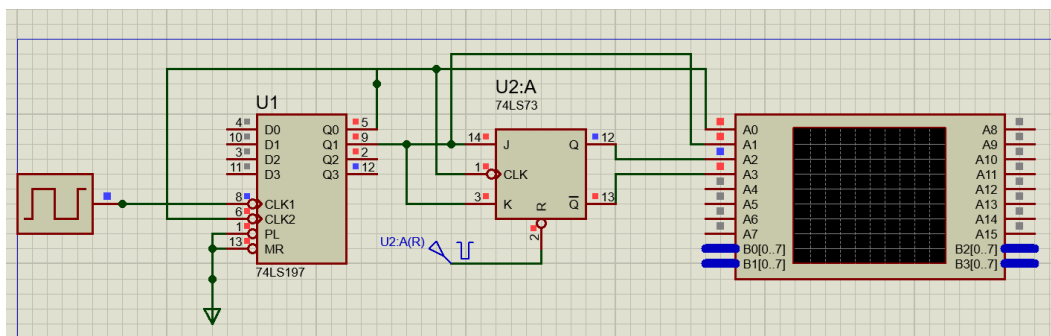 U1
4 D0 Q0 5
10 D1 Q1 9
3 D2 Q2 2
11 D3 Q3 12
8 CLK1
6 CLK2
1 PL
13 MR
74LS197
U2:A
74LS73
14 J Q 12
1 CLK
3 K Q 13
R
2
U2:A(R)
A0 A8
A1 A9
A2 A10
A3 A11
A4 A12
A5 A13
A6 A14
A7 A15
B0[0..7] B2[0..7]
B1[0..7] B3[0..7]